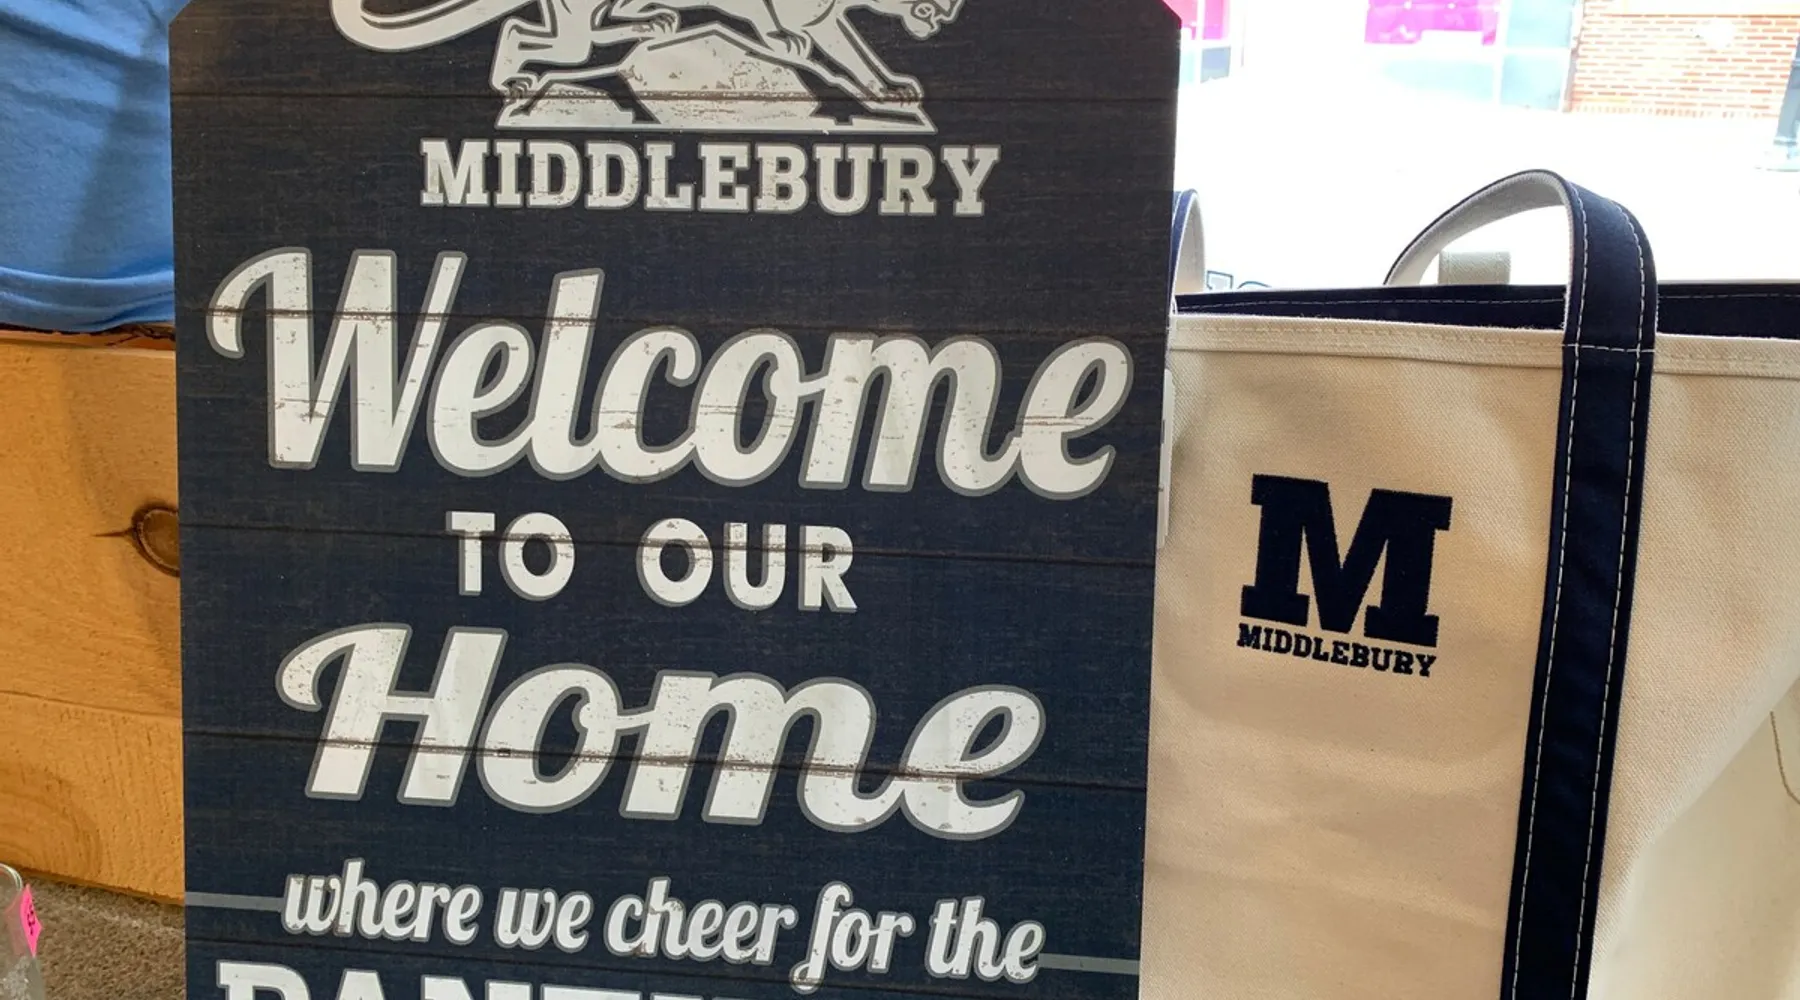 MIDDLEBURY
Welcome
TO OUR
Home
where we cheer for the
M
MIDDLEBURY